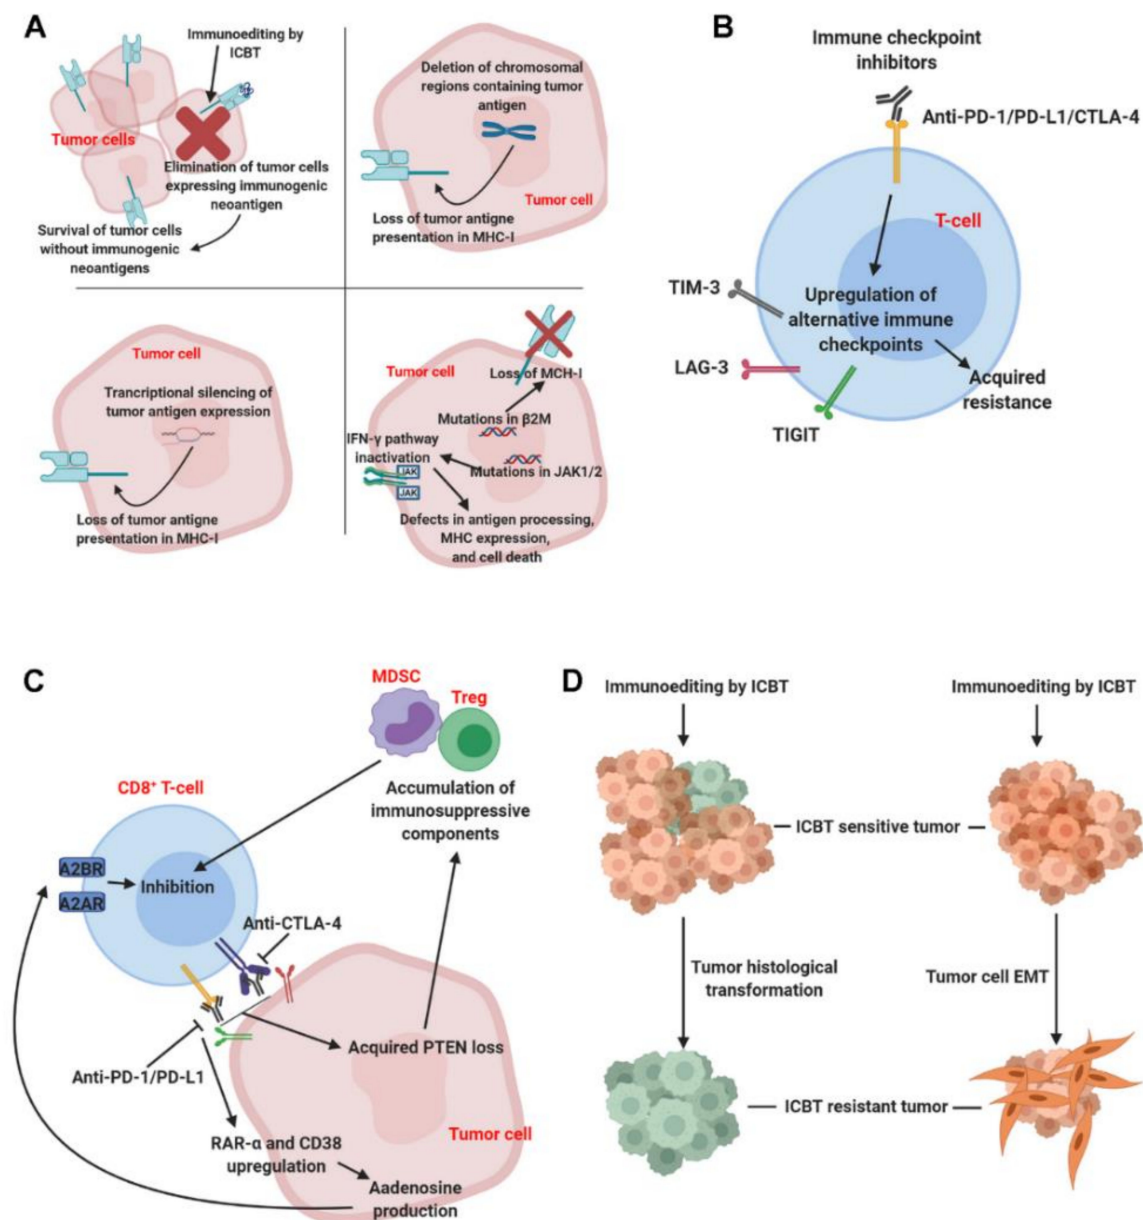 A
Immunoediting by
ICBT
Tumor cells
Elimination of tumor cells
expressing immunogenic
neoantigen
Survival of tumor cells
without immunogenic
neoantigens
Deletion of chromosomal
regions containing tumor
antigen
Tumor cell
Loss of tumor antigne
presentation in MHC-I
Tumor cell
Trancriptional silencing of
tumor antigen expression
Loss of tumor antigne
presentation in MHC-I
Tumor cell
Loss of MCH-I
Mutations in β2M
IFN-γ pathway
inactivation
JAK
JAK
Mutations in JAK1/2
Defects in antigen processing,
MHC expression,
and cell death
B
Immune checkpoint
inhibitors
Anti-PD-1/PD-L1/CTLA-4
T-cell
TIM-3
Upregulation of
alternative immune
checkpoints
LAG-3
TIGIT
Acquired
resistance
C
MDSC
Treg
Accumulation of
immunosuppressive
components
CD8⁺ T-cell
A2BR
A2AR
Inhibition
Anti-CTLA-4
Acquired PTEN loss
Anti-PD-1/PD-L1
Tumor cell
RAR-α and CD38
upregulation
Aadenosine
production
D
Immunoediting by ICBT
Immunoediting by ICBT
ICBT sensitive tumor
Tumor histological
transformation
Tumor cell EMT
ICBT resistant tumor